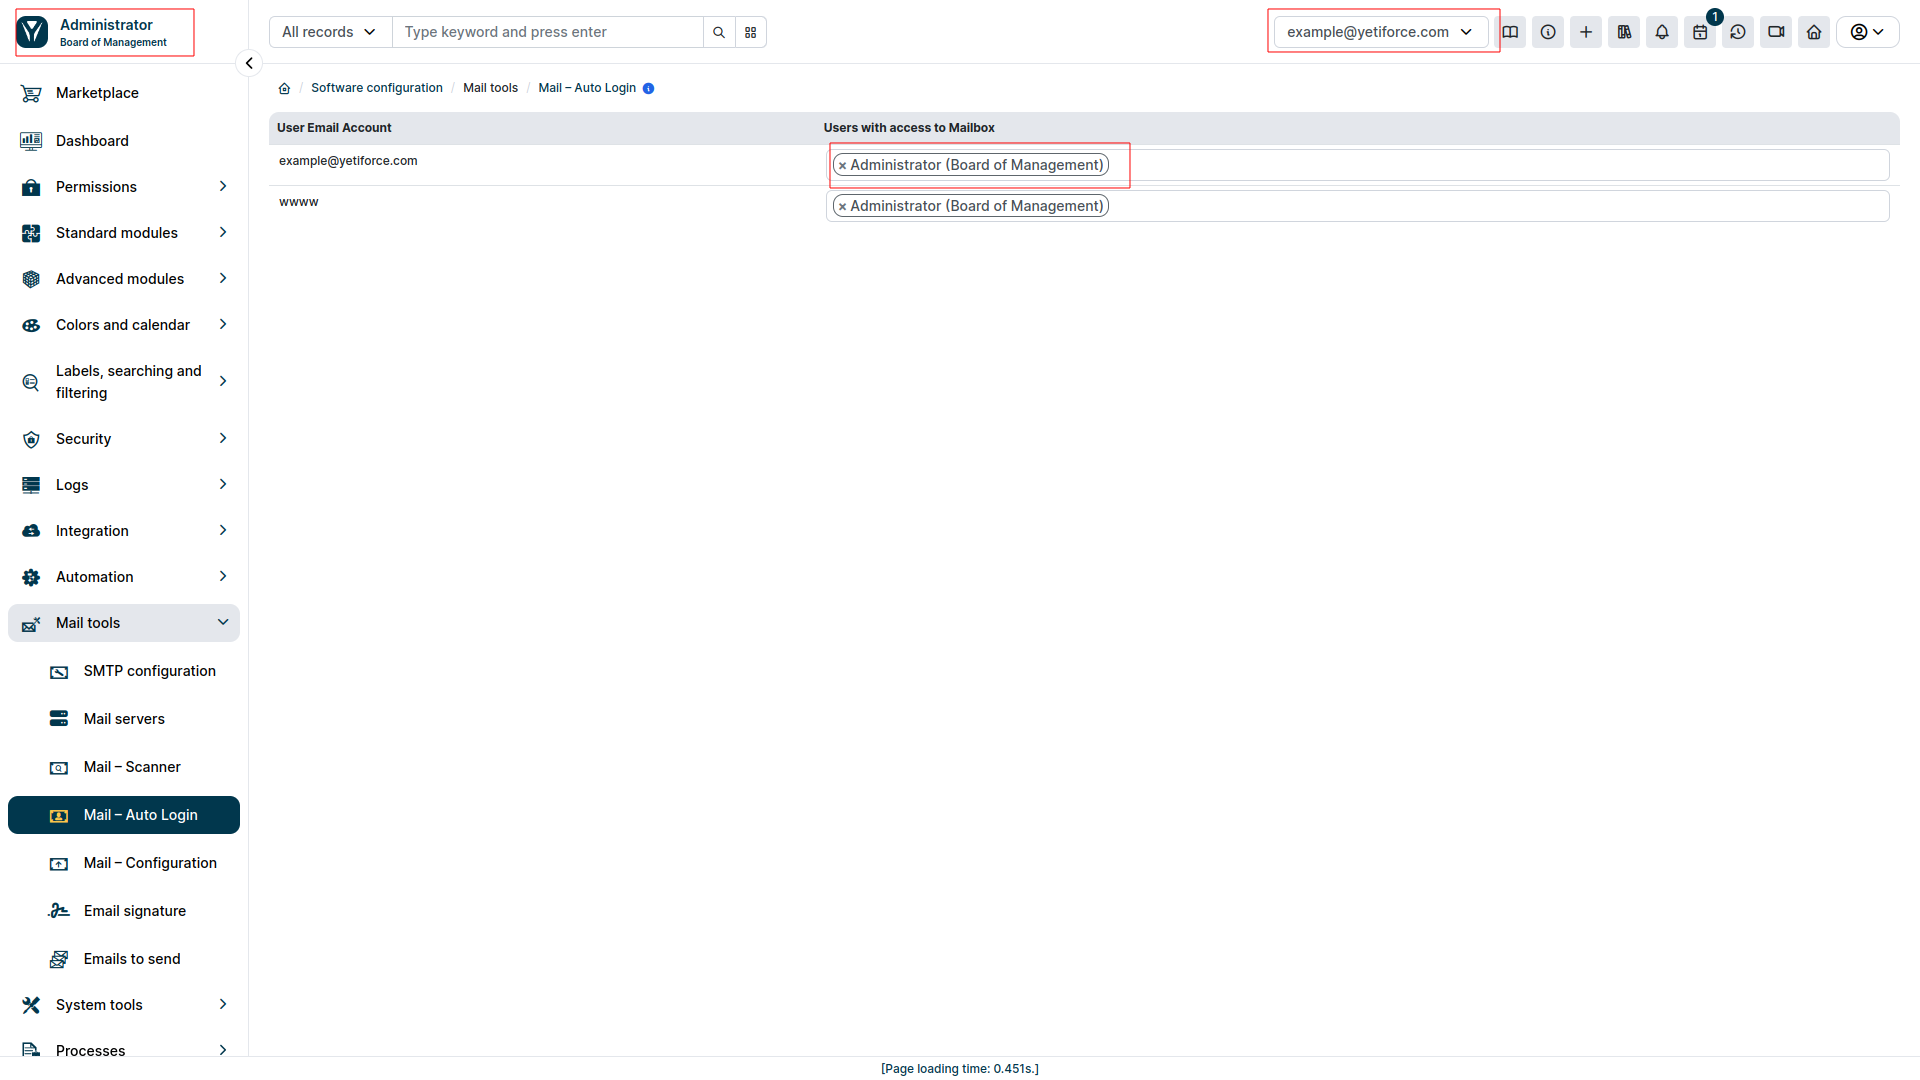 Administrator
Board of Management
All records
Type keyword and press enter
example@yetiforce.com
1
Marketplace
Dashboard
Permissions
Standard modules
Advanced modules
Colors and calendar
Labels, searching and
filtering
Security
Logs
Integration
Automation
Mail tools
SMTP configuration
Mail servers
Mail – Scanner
Mail – Auto Login
Mail – Configuration
Email signature
Emails to send
System tools
Processes
/ Software configuration / Mail tools / Mail – Auto Login
User Email Account Users with access to Mailbox
example@yetiforce.com × Administrator (Board of Management)
wwww × Administrator (Board of Management)
[Page loading time: 0.451s.]